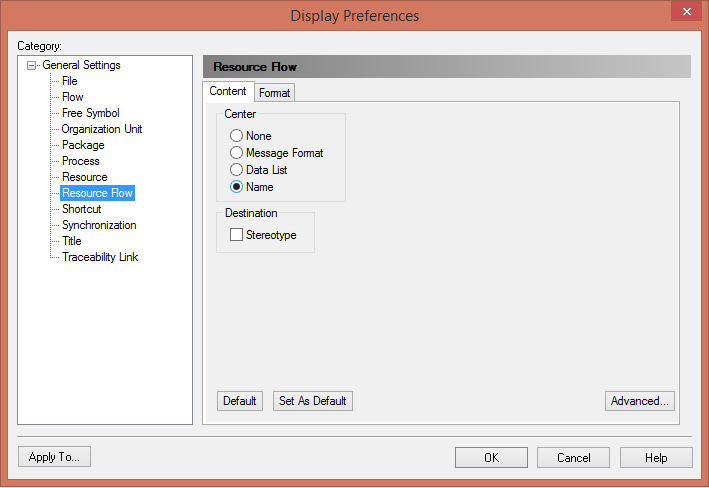 Display Preferences
Category:
General Settings
File
Flow
Free Symbol
Organization Unit
Package
Process
Resource
Resource Flow
Shortcut
Synchronization
Title
Traceability Link
Resource Flow
Content Format
Center
None
Message Format
Data List
Name
Destination
Stereotype
Default Set As Default Advanced...
Apply To... OK Cancel Help